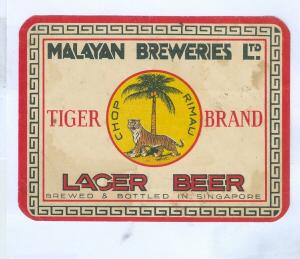 MALAYAN BREWERIES LTD
CHOP RIMAU
TIGER BRAND
LAGER BEER
BREWED & BOTTLED IN SINGAPORE